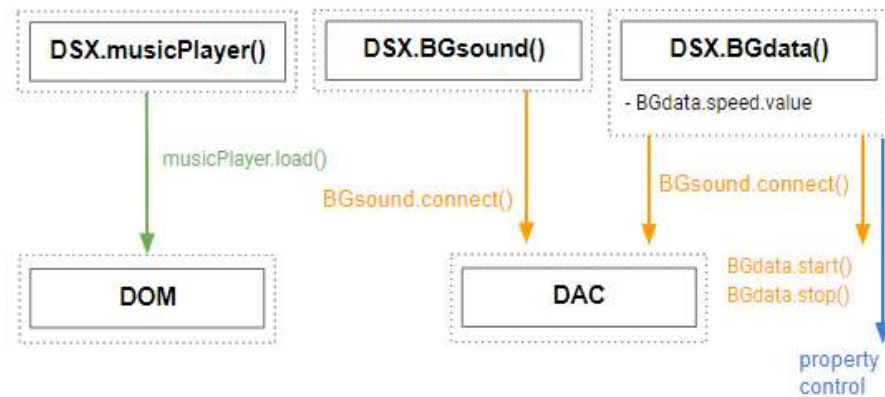 DSX.musicPlayer()
DSX.BGsound()
DSX.BGdata()
- BGdata.speed.value
musicPlayer.load()
BGsound.connect()
BGsound.connect()
DOM
DAC
BGdata.start()
BGdata.stop()
property
control